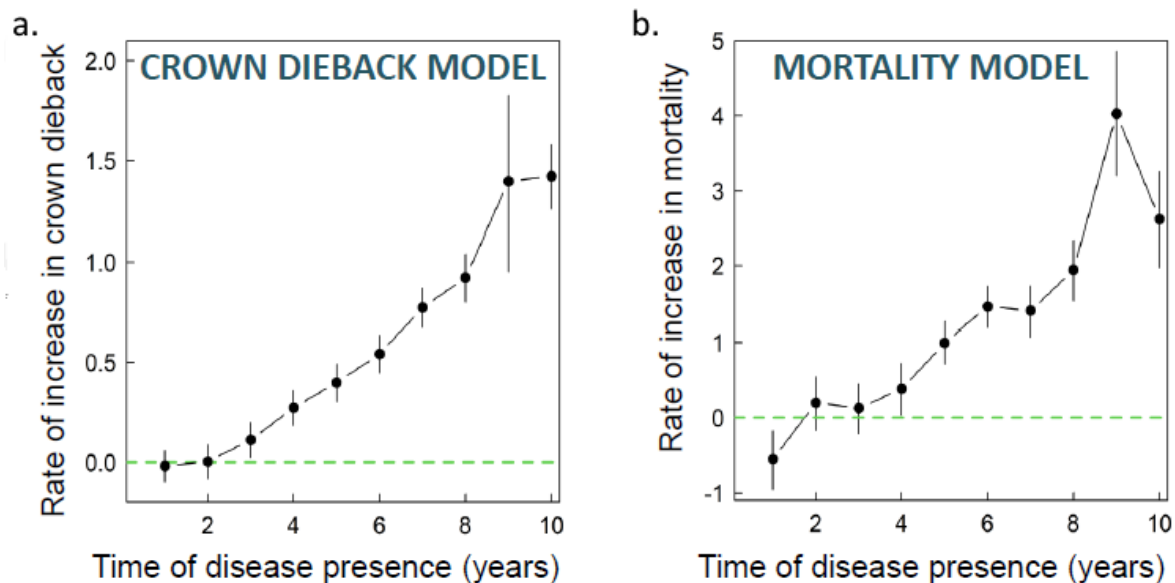 a.
CROWN DIEBACK MODEL
Rate of increase in crown dieback
2.0
1.5
1.0
0.5
0.0
2 4 6 8 10
Time of disease presence (years)
b.
MORTALITY MODEL
Rate of increase in mortality
5
4
3
2
1
0
-1
2 4 6 8 10
Time of disease presence (years)